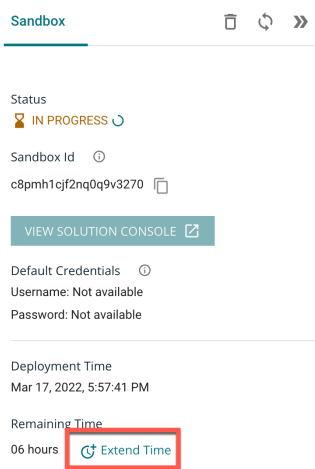 Sandbox
Status
IN PROGRESS
Sandbox Id
c8pmh1cjf2nq0q9v3270
VIEW SOLUTION CONSOLE
Default Credentials
Username: Not available
Password: Not available
Deployment Time
Mar 17, 2022, 5:57:41 PM
Remaining Time
06 hours Extend Time